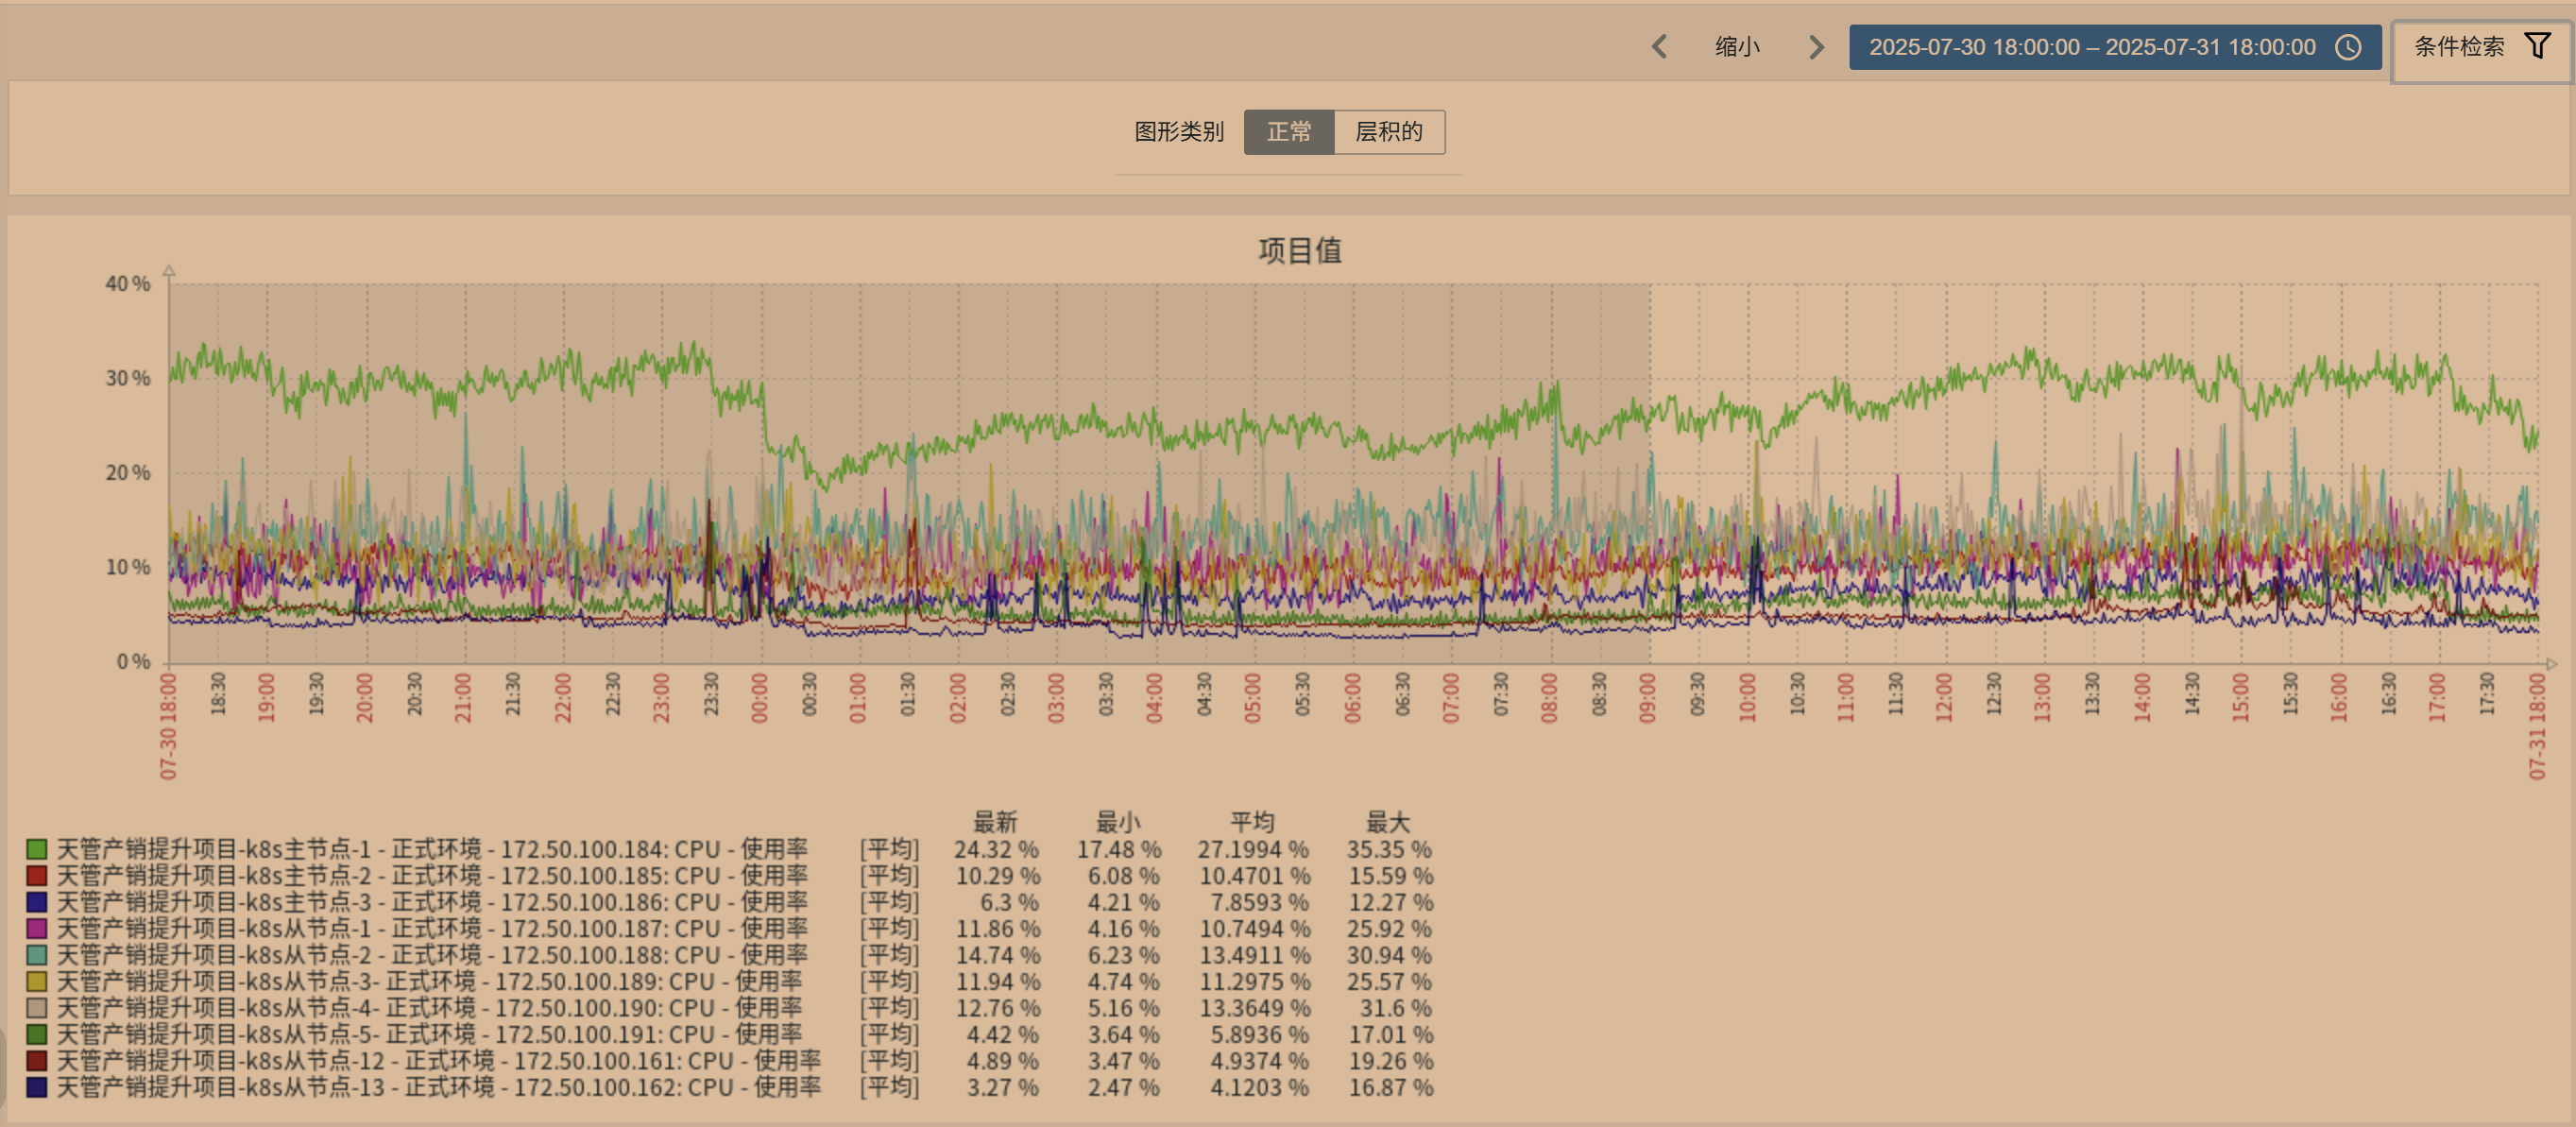 缩小 2025-07-30 18:00:00 – 2025-07-31 18:00:00 条件检索
图形类别 正常 层积的
项目值
40 %
30 %
20 %
10 %
0 %
07-30 18:00 18:30 19:00 19:30 20:00 20:30 21:00 21:30 22:00 22:30 23:00 23:30 00:00 00:30 01:00 01:30 02:00 02:30 03:00 03:30 04:00 04:30 05:00 05:30 06:00 06:30 07:00 07:30 08:00 08:30 09:00 09:30 10:00 10:30 11:00 11:30 12:00 12:30 13:00 13:30 14:00 14:30 15:00 15:30 16:00 16:30 17:00 17:30 07-31 18:00
最新 最小 平均 最大
天管产销提升项目-k8s主节点-1 - 正式环境 - 172.50.100.184: CPU - 使用率 [平均] 24.32 % 17.48 % 27.1994 % 35.35 %
天管产销提升项目-k8s主节点-2 - 正式环境 - 172.50.100.185: CPU - 使用率 [平均] 10.29 % 6.08 % 10.4701 % 15.59 %
天管产销提升项目-k8s主节点-3 - 正式环境 - 172.50.100.186: CPU - 使用率 [平均] 6.3 % 4.21 % 7.8593 % 12.27 %
天管产销提升项目-k8s从节点-1 - 正式环境 - 172.50.100.187: CPU - 使用率 [平均] 11.86 % 4.16 % 10.7494 % 25.92 %
天管产销提升项目-k8s从节点-2 - 正式环境 - 172.50.100.188: CPU - 使用率 [平均] 14.74 % 6.23 % 13.4911 % 30.94 %
天管产销提升项目-k8s从节点-3- 正式环境 - 172.50.100.189: CPU - 使用率 [平均] 11.94 % 4.74 % 11.2975 % 25.57 %
天管产销提升项目-k8s从节点-4- 正式环境 - 172.50.100.190: CPU - 使用率 [平均] 12.76 % 5.16 % 13.3649 % 31.6 %
天管产销提升项目-k8s从节点-5- 正式环境 - 172.50.100.191: CPU - 使用率 [平均] 4.42 % 3.64 % 5.8936 % 17.01 %
天管产销提升项目-k8s从节点-12 - 正式环境 - 172.50.100.161: CPU - 使用率 [平均] 4.89 % 3.47 % 4.9374 % 19.26 %
天管产销提升项目-k8s从节点-13 - 正式环境 - 172.50.100.162: CPU - 使用率 [平均] 3.27 % 2.47 % 4.1203 % 16.87 %